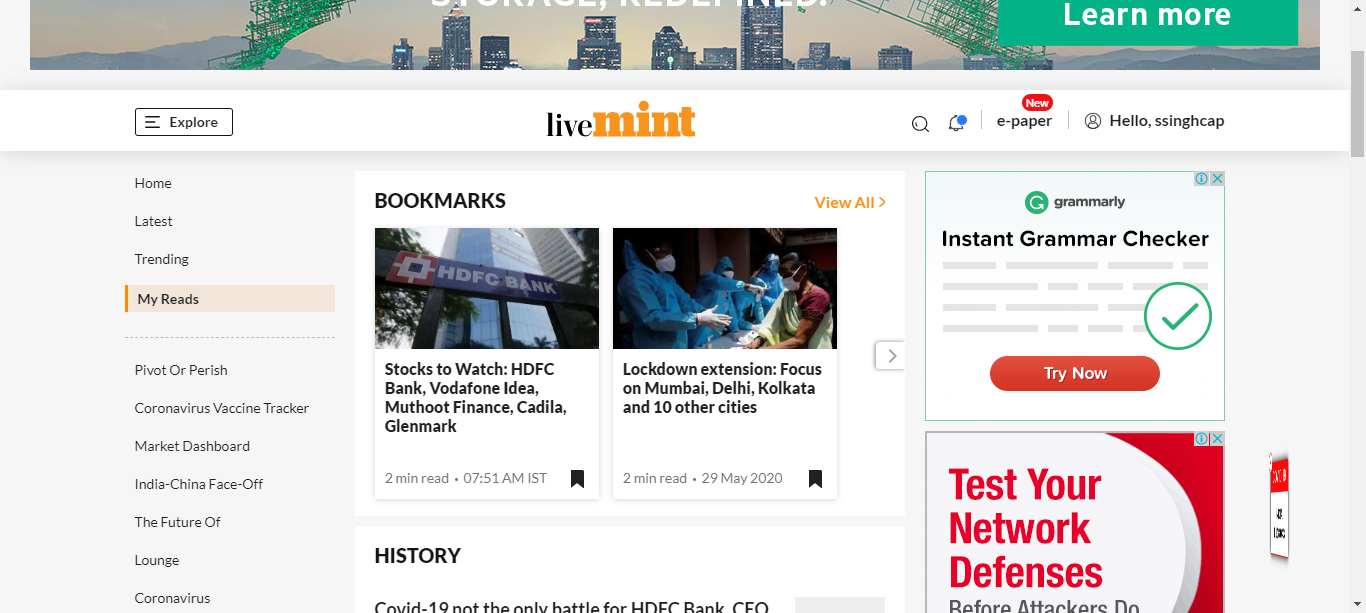 STORAGE, REDEFINED.
Learn more
Explore
livemint
New
e-paper
Hello, ssinghcap
Home
Latest
Trending
My Reads
Pivot Or Perish
Coronavirus Vaccine Tracker
Market Dashboard
India-China Face-Off
The Future Of
Lounge
Coronavirus
BOOKMARKS
View All
HDFC BANK
Stocks to Watch: HDFC
Bank, Vodafone Idea,
Muthoot Finance, Cadila,
Glenmark
2 min read • 07:51 AM IST
Lockdown extension: Focus
on Mumbai, Delhi, Kolkata
and 10 other cities
2 min read • 29 May 2020
HISTORY
Covid-19 not the only battle for HDFC Bank, CEO
grammarly
Instant Grammar Checker
Try Now
Test Your
Network
Defenses
Before Attackers Do